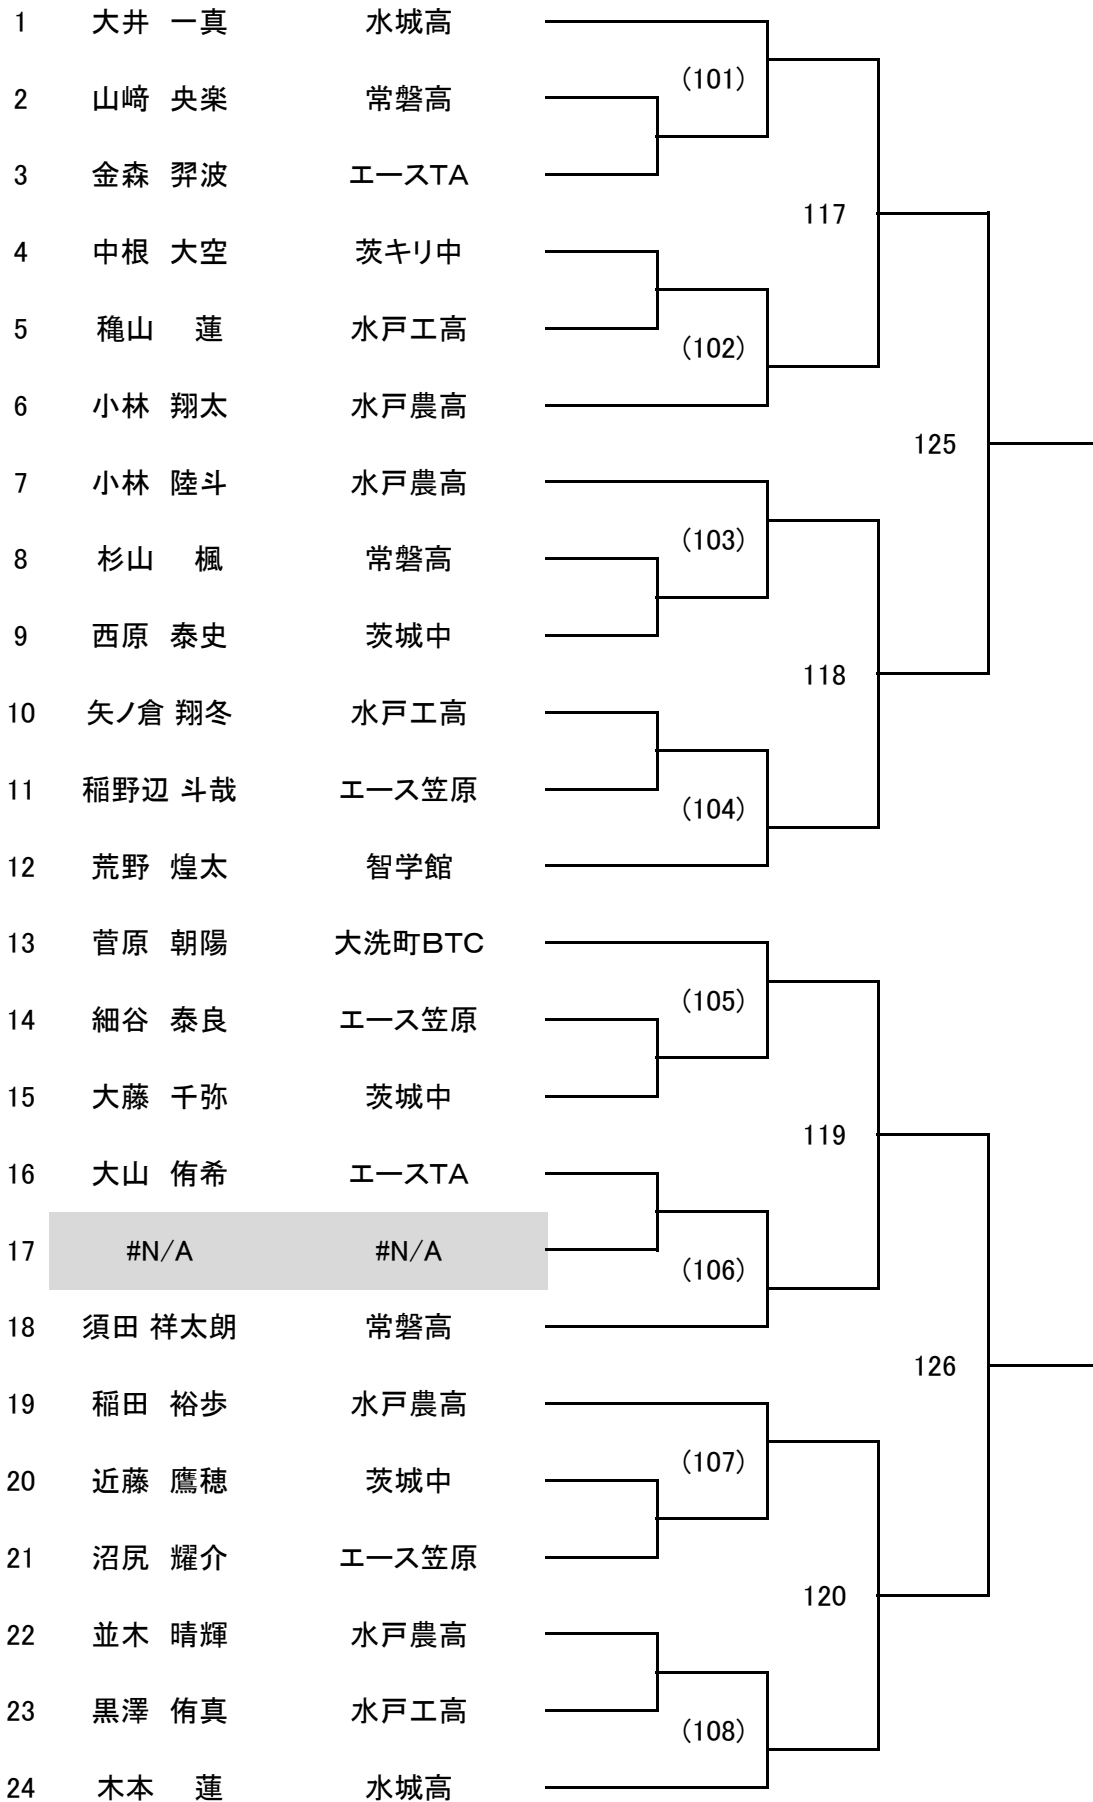 1 大井 一真 水城高
(101)
2 山﨑 央楽 常磐高
3 金森 羿波 エースTA
117
4 中根 大空 茨キリ中
5 穐山 蓮 水戸工高
(102)
6 小林 翔太 水戸農高
125
7 小林 陸斗 水戸農高
(103)
8 杉山 楓 常磐高
9 西原 泰史 茨城中
118
10 矢ノ倉 翔冬 水戸工高
11 稲野辺 斗哉 エース笠原
(104)
12 荒野 煌太 智学館
13 菅原 朝陽 大洗町BTC
(105)
14 細谷 泰良 エース笠原
15 大藤 千弥 茨城中
119
16 大山 侑希 エースTA
17 #N/A #N/A
(106)
18 須田 祥太朗 常磐高
126
19 稲田 裕歩 水戸農高
(107)
20 近藤 鷹穂 茨城中
21 沼尻 耀介 エース笠原
120
22 並木 晴輝 水戸農高
23 黒澤 侑真 水戸工高
(108)
24 木本 蓮 水城高